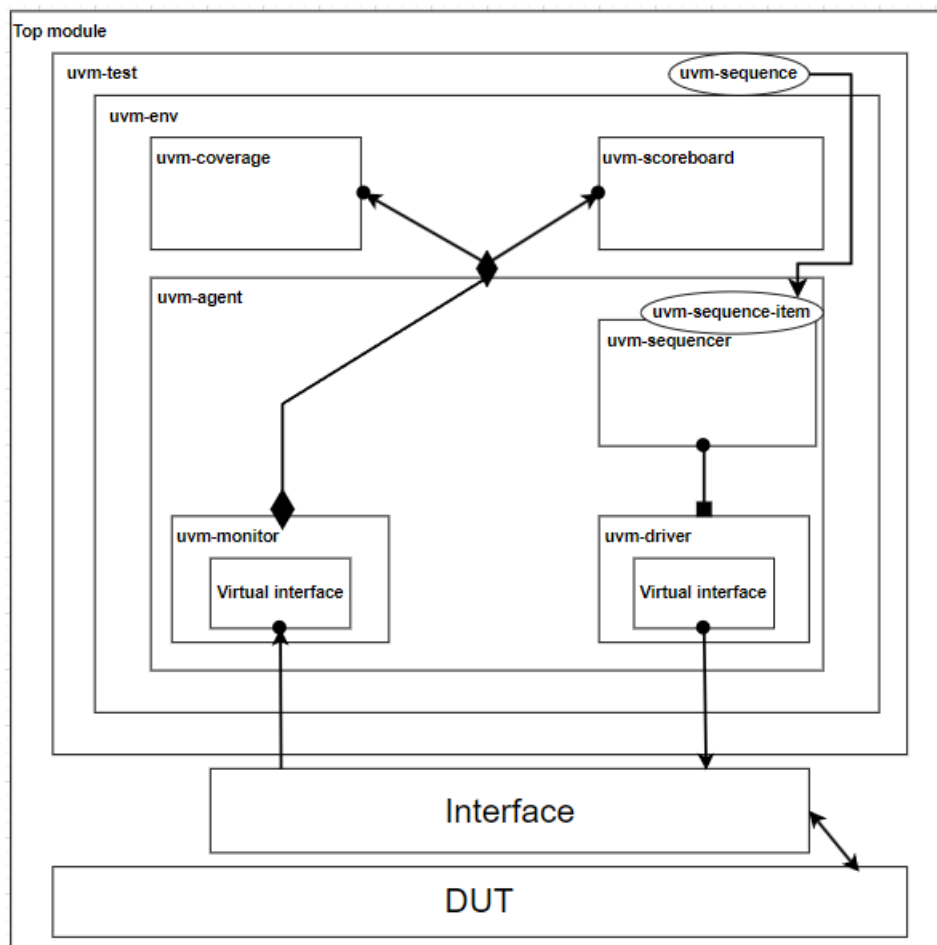 Top module
uvm-test
uvm-sequence
uvm-env
uvm-coverage
uvm-scoreboard
uvm-agent
uvm-sequence-item
uvm-sequencer
uvm-monitor
uvm-driver
Virtual interface
Virtual interface
Interface
DUT